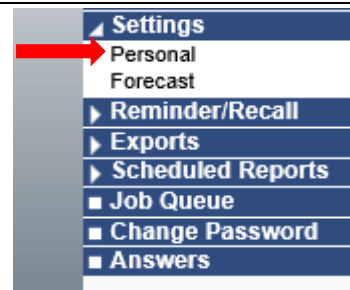 Settings
Personal
Forecast
Reminder/Recall
Exports
Scheduled Reports
Job Queue
Change Password
Answers